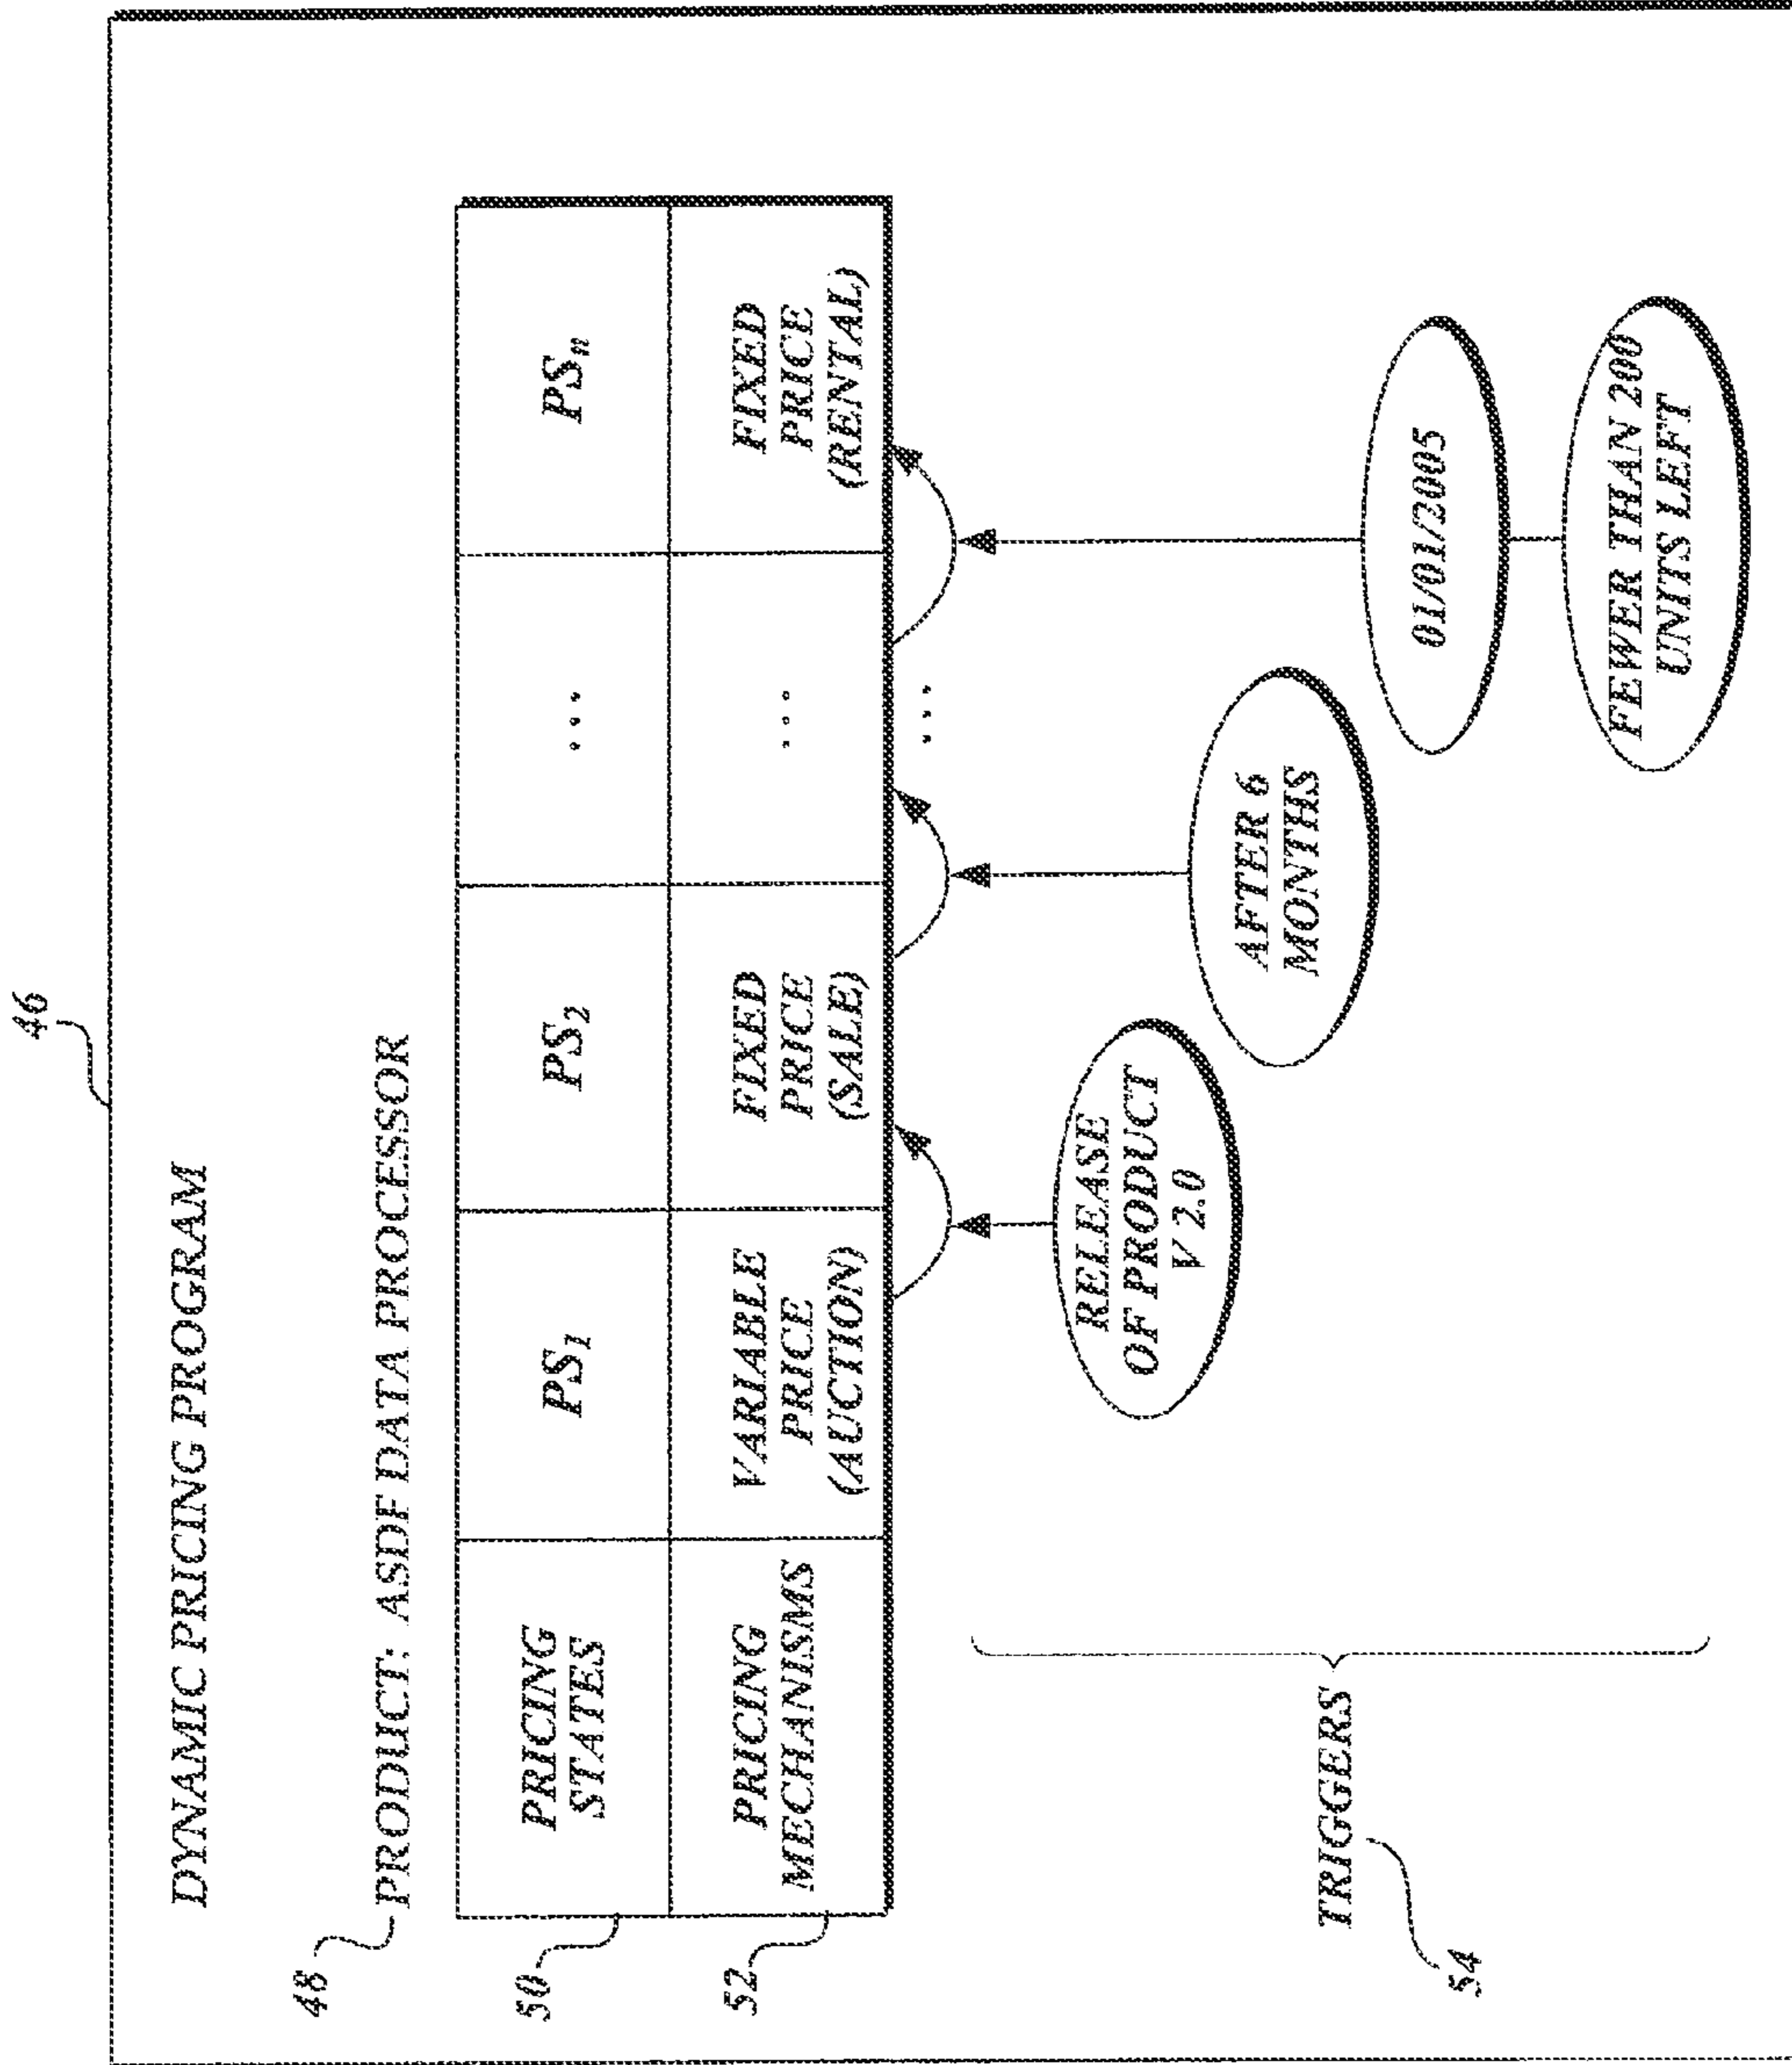 46
DYNAMIC PRICING PROGRAM
48
PRODUCT: ASDF DATA PROCESSOR
50
PRICING
STATES
PS1
PS2
...
PSn
52
PRICING
MECHANISMS
VARIABLE
PRICE
(AUCTION)
FIXED
PRICE
(SALE)
...
FIXED
PRICE
(RENTAL)
...
TRIGGERS
54
RELEASE
OF PRODUCT
V 2.0
AFTER 6
MONTHS
01/01/2005
FEWER THAN 200
UNITS LEFT